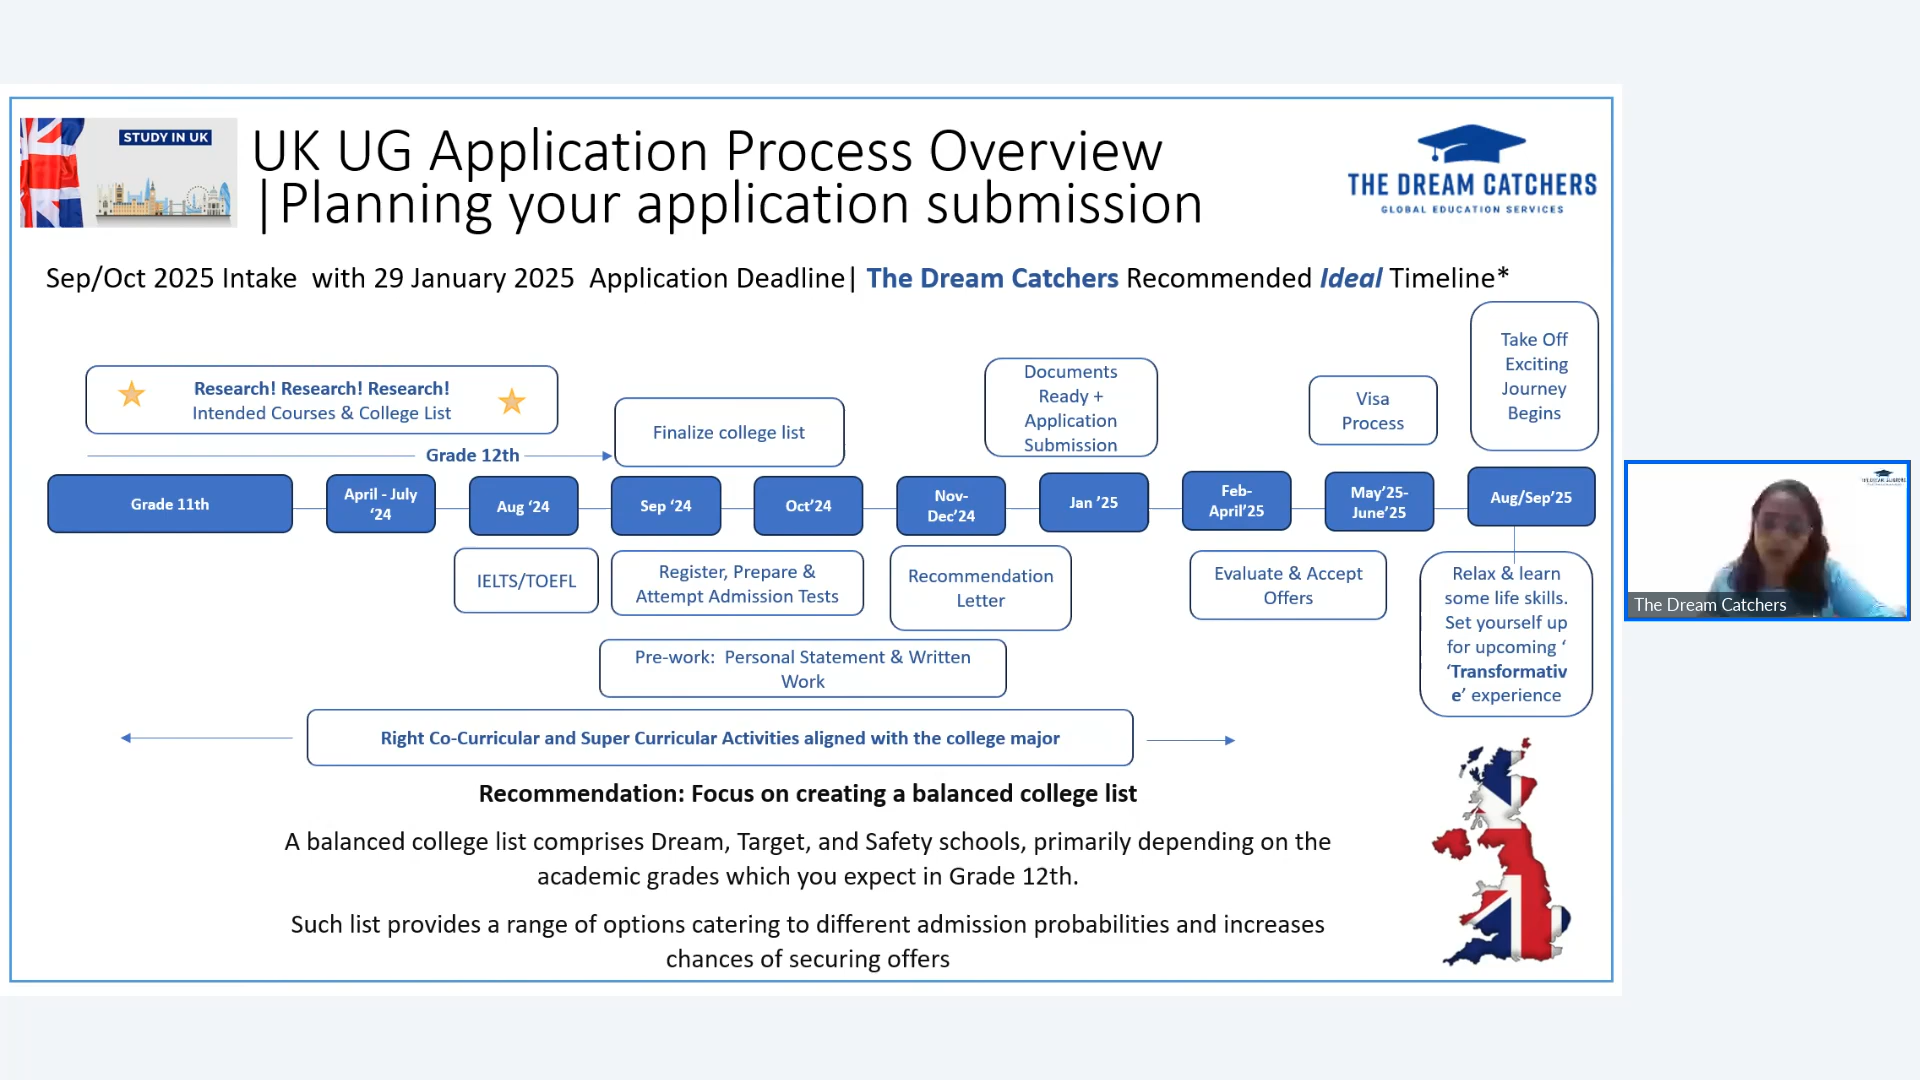 STUDY IN UK
UK UG Application Process Overview
|Planning your application submission
THE DREAM CATCHERS
GLOBAL EDUCATION SERVICES
Sep/Oct 2025 Intake with 29 January 2025 Application Deadline| The Dream Catchers Recommended Ideal Timeline*
Research! Research! Research!
Intended Courses & College List
Grade 12th
Finalize college list
Documents
Ready +
Application
Submission
Visa
Process
Take Off
Exciting
Journey
Begins
Grade 11th
April - July
‘24
Aug ‘24
Sep ‘24
Oct’24
Nov-
Dec’24
Jan ’25
Feb-
April’25
May’25-
June’25
Aug/Sep’25
IELTS/TOEFL
Register, Prepare &
Attempt Admission Tests
Recommendation
Letter
Evaluate & Accept
Offers
Relax & learn
some life skills.
Set yourself up
for upcoming ‘
‘Transformativ
e’ experience
Pre-work: Personal Statement & Written
Work
Right Co-Curricular and Super Curricular Activities aligned with the college major
Recommendation: Focus on creating a balanced college list
A balanced college list comprises Dream, Target, and Safety schools, primarily depending on the
academic grades which you expect in Grade 12th.
Such list provides a range of options catering to different admission probabilities and increases
chances of securing offers
THE DREAM CATCHERS
The Dream Catchers